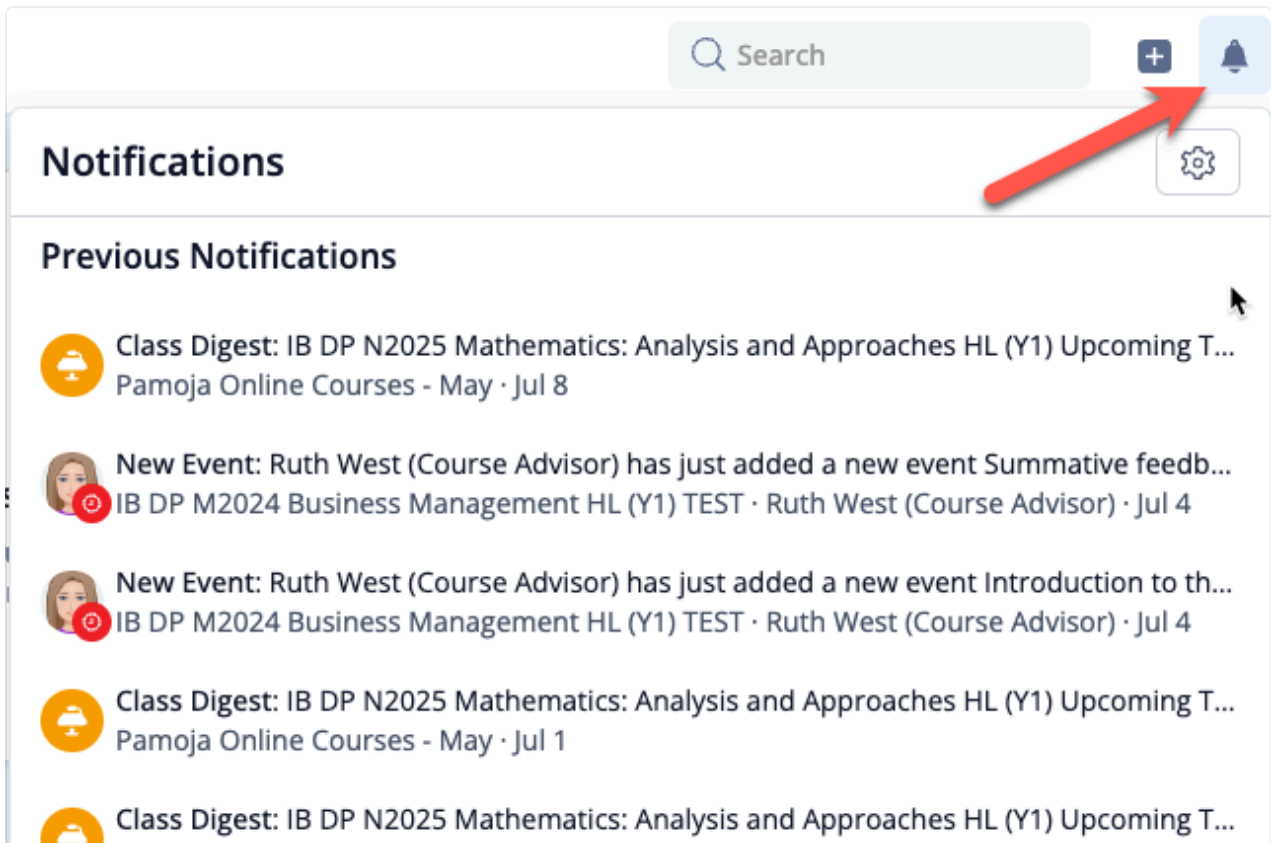 Search
Notifications
Previous Notifications
Class Digest: IB DP N2025 Mathematics: Analysis and Approaches HL (Y1) Upcoming T...
Pamoja Online Courses - May · Jul 8
New Event: Ruth West (Course Advisor) has just added a new event Summative feedb...
IB DP M2024 Business Management HL (Y1) TEST · Ruth West (Course Advisor) · Jul 4
New Event: Ruth West (Course Advisor) has just added a new event Introduction to th...
IB DP M2024 Business Management HL (Y1) TEST · Ruth West (Course Advisor) · Jul 4
Class Digest: IB DP N2025 Mathematics: Analysis and Approaches HL (Y1) Upcoming T...
Pamoja Online Courses - May · Jul 1
Class Digest: IB DP N2025 Mathematics: Analysis and Approaches HL (Y1) Upcoming T...